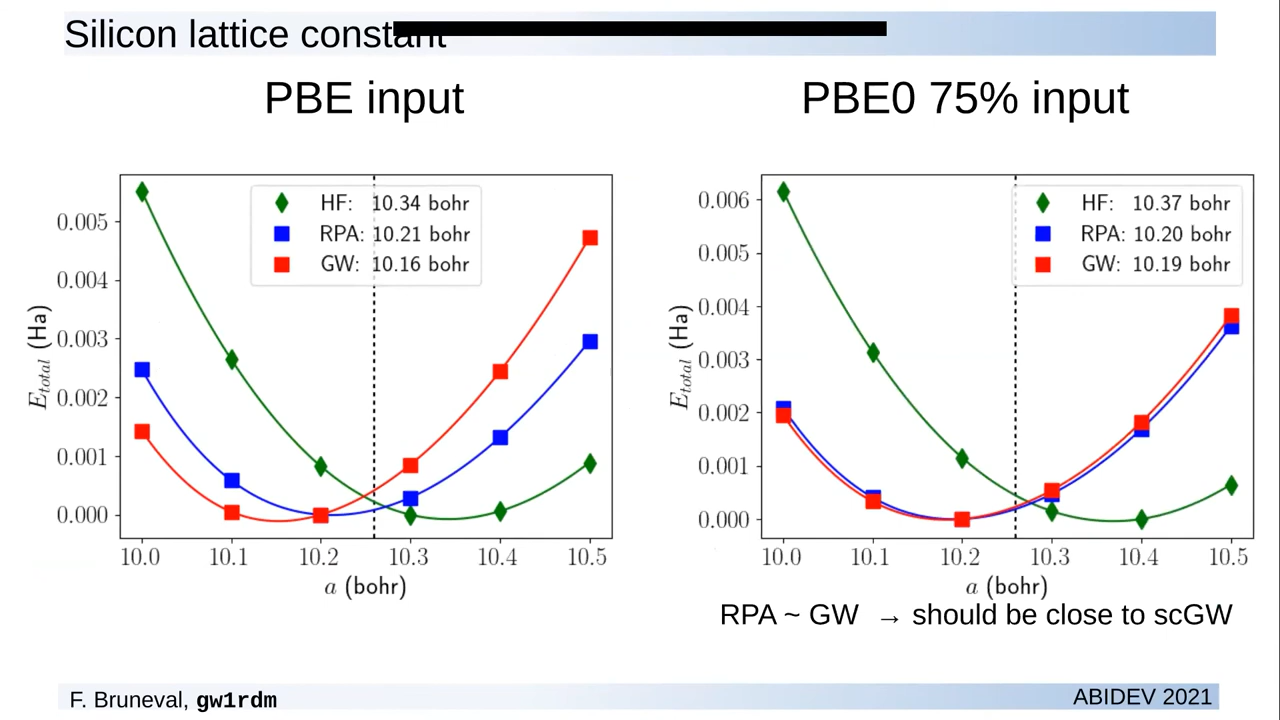 Silicon lattice constant
PBE input
PBE0 75% input
HF: 10.34 bohr
RPA: 10.21 bohr
GW: 10.16 bohr
0.005
0.004
0.003
0.002
0.001
0.000
E_total (Ha)
10.0 10.1 10.2 10.3 10.4 10.5
a (bohr)
HF: 10.37 bohr
RPA: 10.20 bohr
GW: 10.19 bohr
0.006
0.005
0.004
0.003
0.002
0.001
0.000
E_total (Ha)
10.0 10.1 10.2 10.3 10.4 10.5
a (bohr)
RPA ~ GW → should be close to scGW
F. Bruneval, gw1rdm
ABIDEV 2021